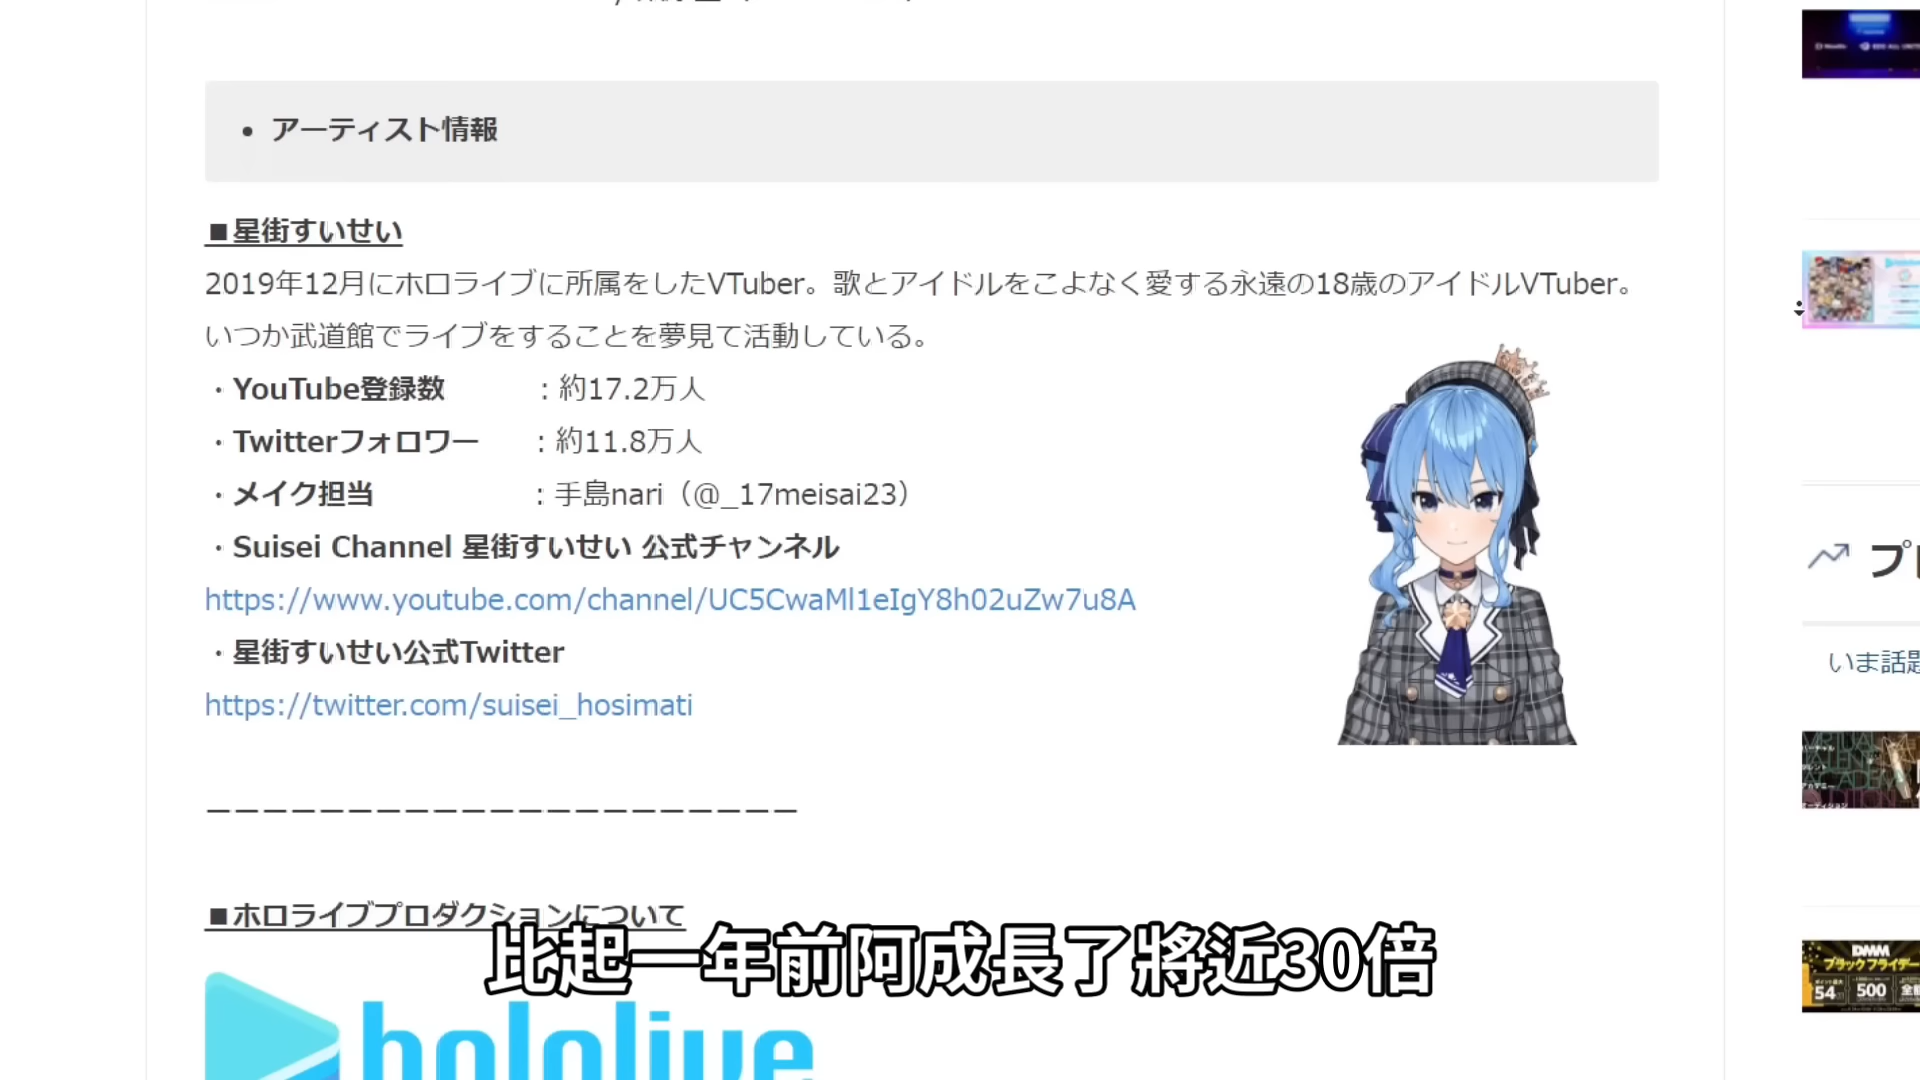 • アーティスト情報
■星街すいせい
2019年12月にホロライブに所属をしたVTuber。歌とアイドルをこよなく愛する永遠の18歳のアイドルVTuber。
いつか武道館でライブをすることを夢見て活動している。
・YouTube登録数 : 約17.2万人
・Twitterフォロワー : 約11.8万人
・メイク担当 : 手島nari（@_17meisai23）
・Suisei Channel 星街すいせい 公式チャンネル
https://www.youtube.com/channel/UC5CwaMl1eIgY8h02uZw7u8A
・星街すいせい公式Twitter
https://twitter.com/suisei_hosimati
ーーーーーーーーーーーーーーーーーーーーー
■ホロライブプロダクションについて
比起一年前阿成長了將近30倍
hololive
いま話題
DMM
ブラックフライデー
54
500